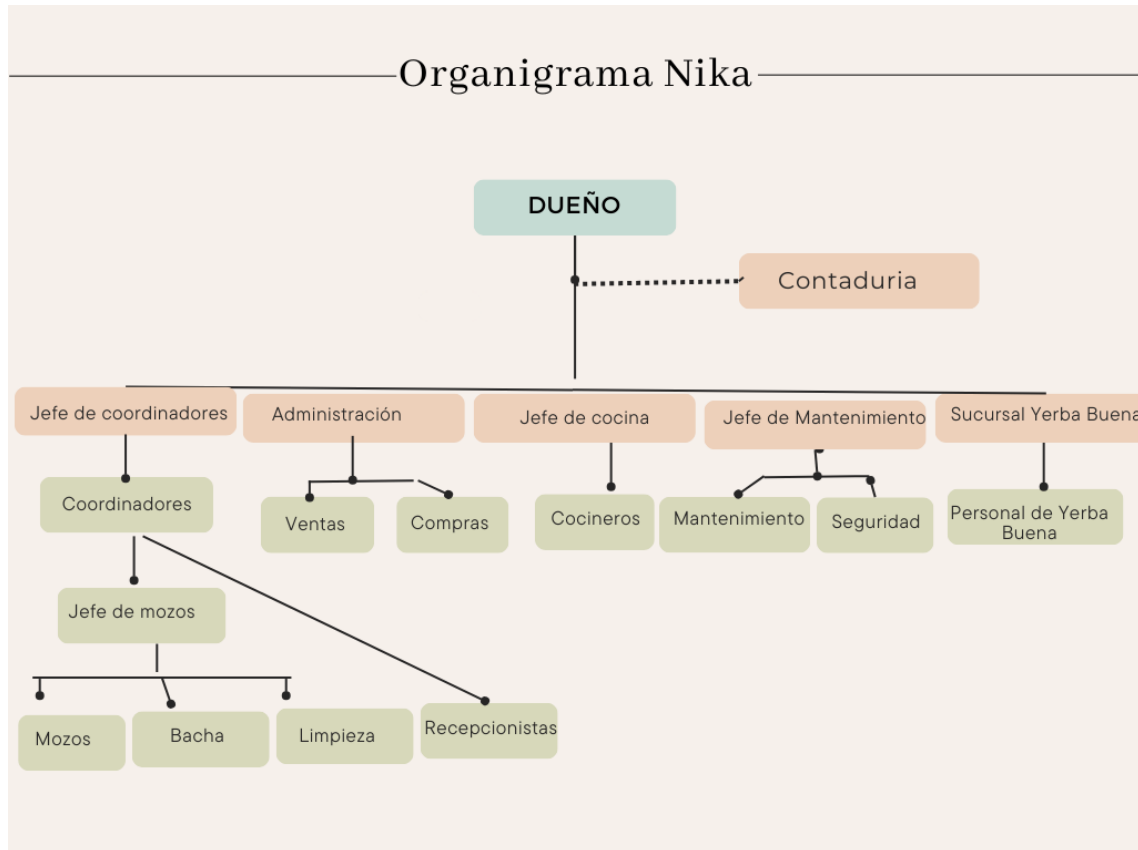 Organigrama Nika
DUEÑO
Contaduria
Jefe de coordinadores
Administración
Jefe de cocina
Jefe de Mantenimiento
Sucursal Yerba Buena
Coordinadores
Ventas
Compras
Cocineros
Mantenimiento
Seguridad
Personal de Yerba
Buena
Jefe de mozos
Mozos
Bacha
Limpieza
Recepcionistas